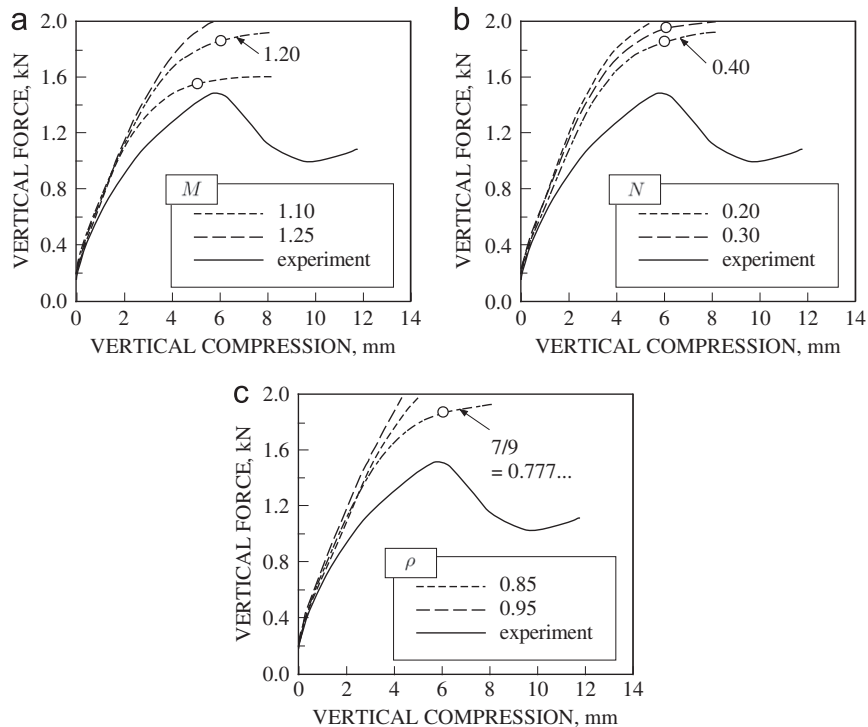 a
2.0
1.6
1.2
0.8
0.4
0.0
VERTICAL FORCE, kN
1.20
M
1.10
1.25
experiment
0 2 4 6 8 10 12 14
VERTICAL COMPRESSION, mm
b
2.0
1.6
1.2
0.8
0.4
0.0
VERTICAL FORCE, kN
0.40
N
0.20
0.30
experiment
0 2 4 6 8 10 12 14
VERTICAL COMPRESSION, mm
c
2.0
1.6
1.2
0.8
0.4
0.0
VERTICAL FORCE, kN
7/9
= 0.777...
ρ
0.85
0.95
experiment
0 2 4 6 8 10 12 14
VERTICAL COMPRESSION, mm